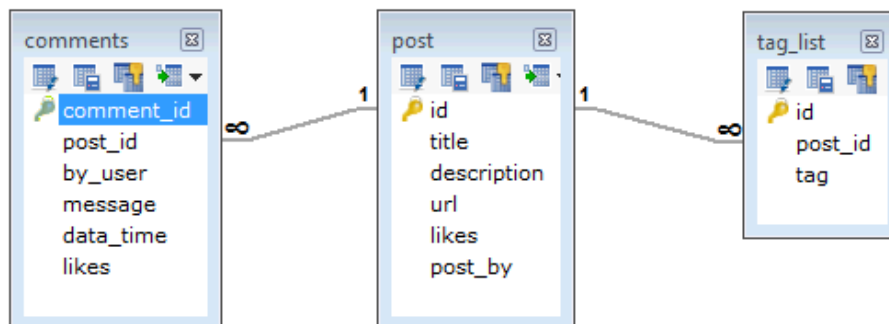 comments
comment_id
post_id
by_user
message
data_time
likes
∞
1
post
id
title
description
url
likes
post_by
1
∞
tag_list
id
post_id
tag